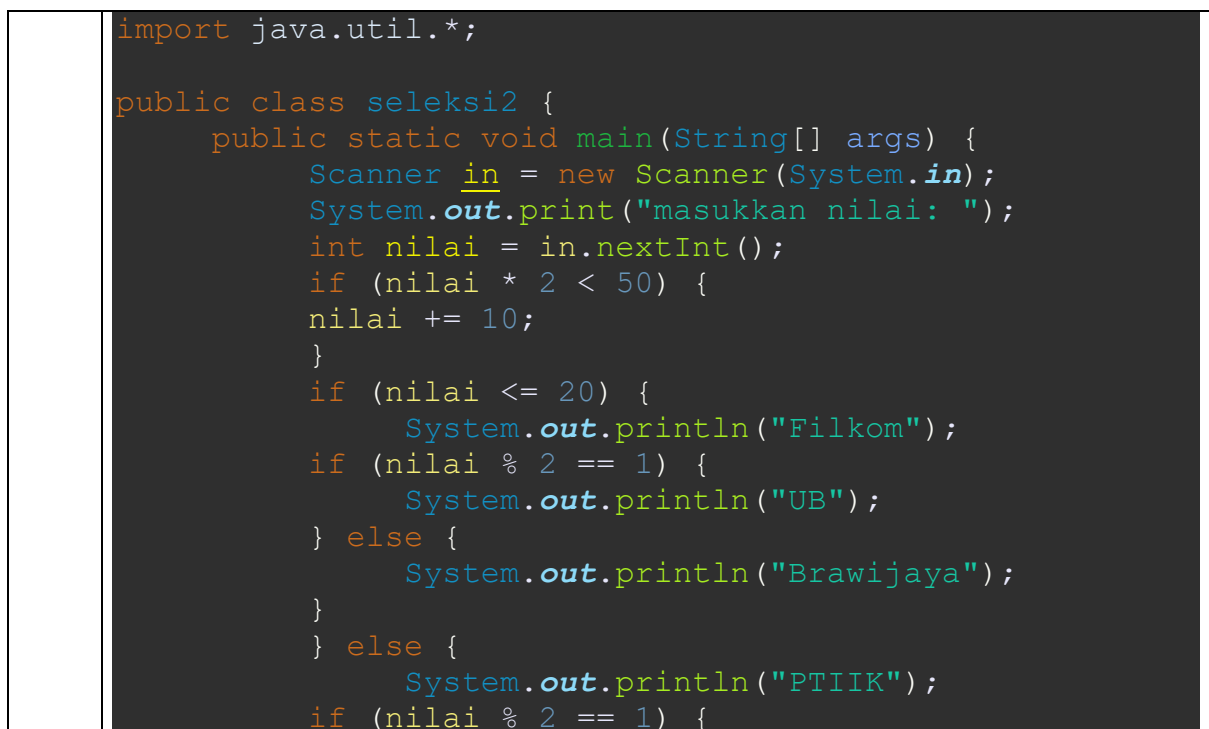 import java.util.*;
public class seleksi2 {
public static void main(String[] args) {
Scanner in = new Scanner(System.in);
System.out.print("masukkan nilai: ");
int nilai = in.nextInt();
if (nilai * 2 < 50) {
nilai += 10;
}
if (nilai <= 20) {
System.out.println("Filkom");
if (nilai % 2 == 1) {
System.out.println("UB");
} else {
System.out.println("Brawijaya");
}
} else {
System.out.println("PTIIK");
if (nilai % 2 == 1) {